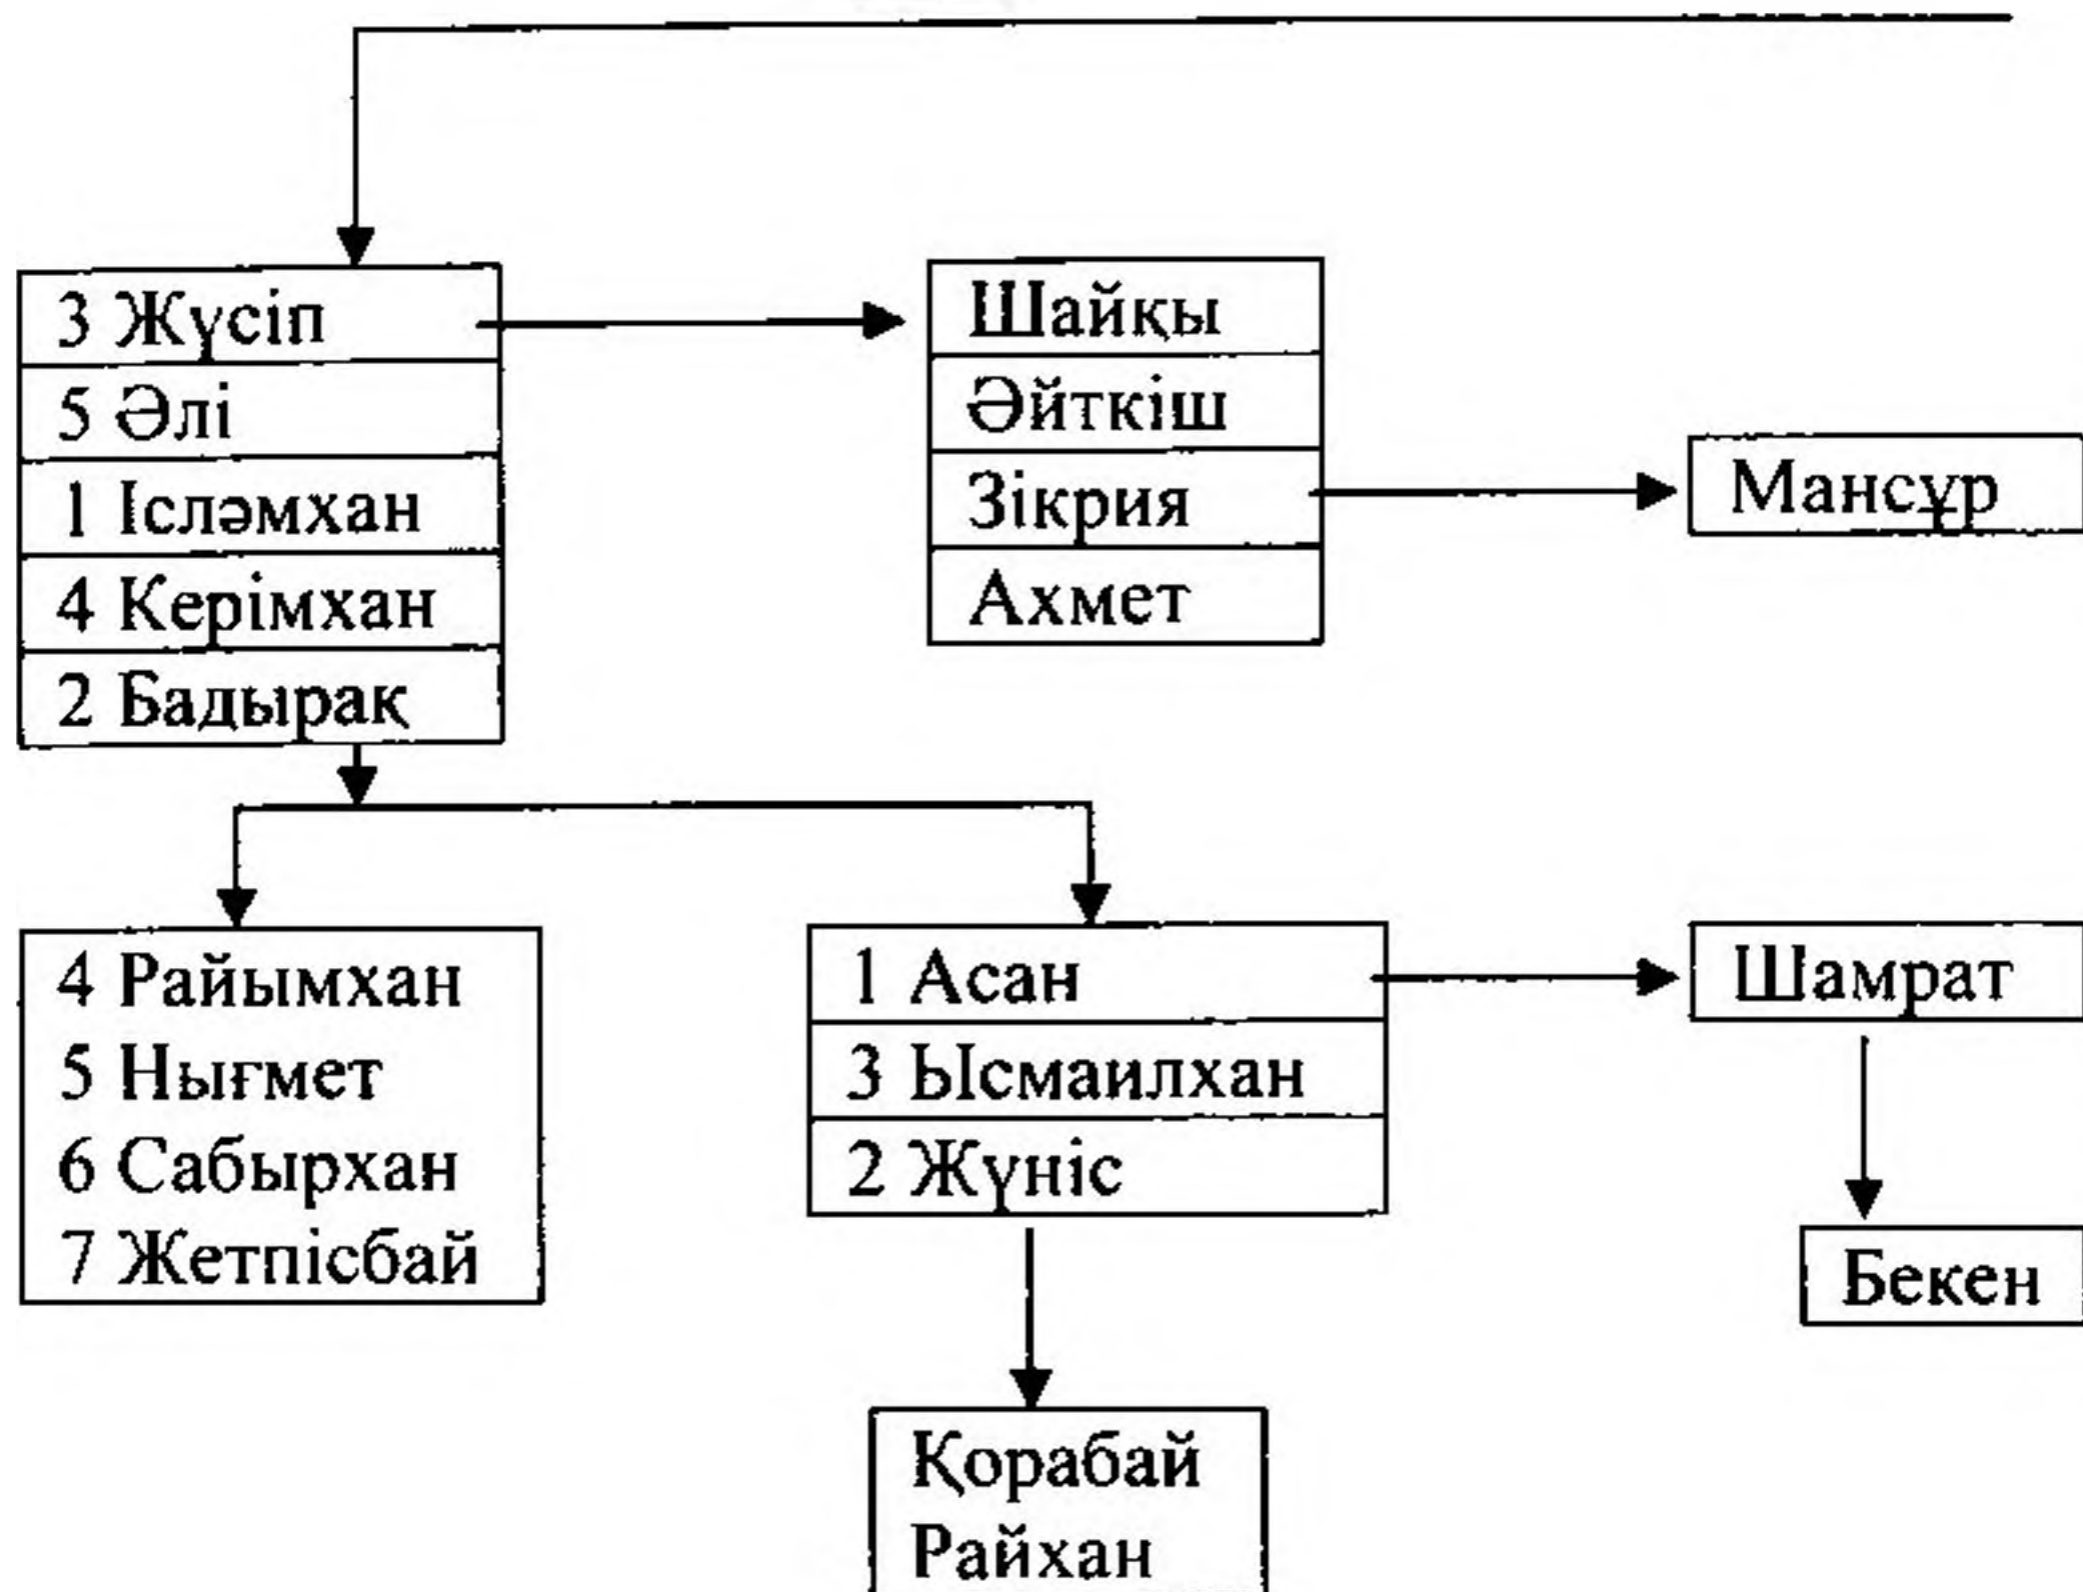 3 Жүсіп
5 Әлі
1 Ісләмхан
4 Керімхан
2 Бадырақ
Шайқы
Әйткіш
Зікрия
Ахмет
Мансұр
4 Райымхан
5 Нығмет
6 Сабырхан
7 Жетпісбай
1 Асан
3 Ысмаилхан
2 Жүніс
Шамрат
Бекен
Қорабай
Райхан